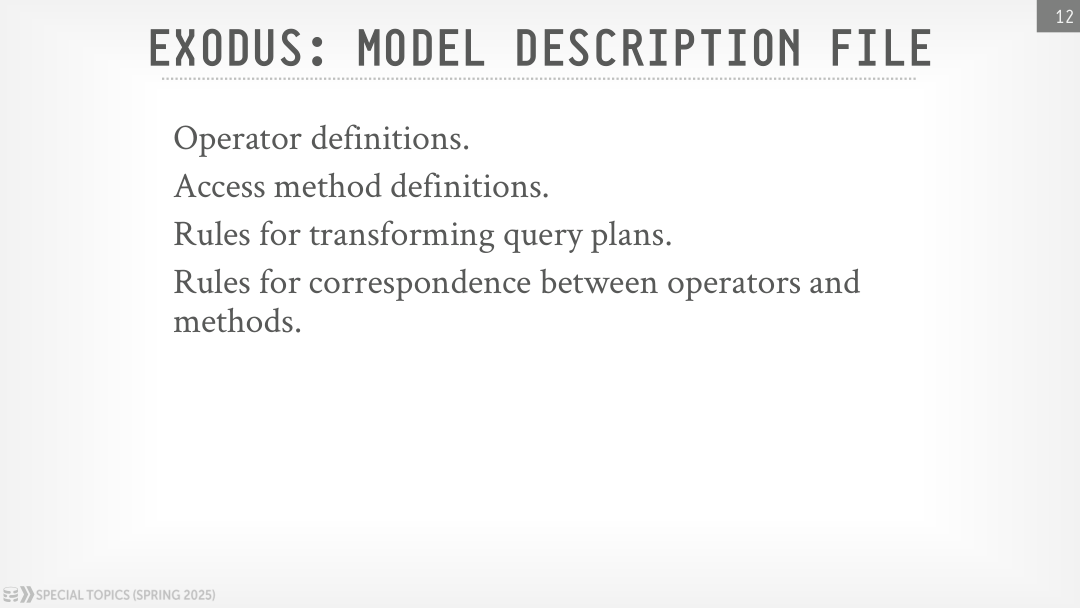 12
EXODUS: MODEL DESCRIPTION FILE
Operator definitions.
Access method definitions.
Rules for transforming query plans.
Rules for correspondence between operators and
methods.
SPECIAL TOPICS (SPRING 2025)